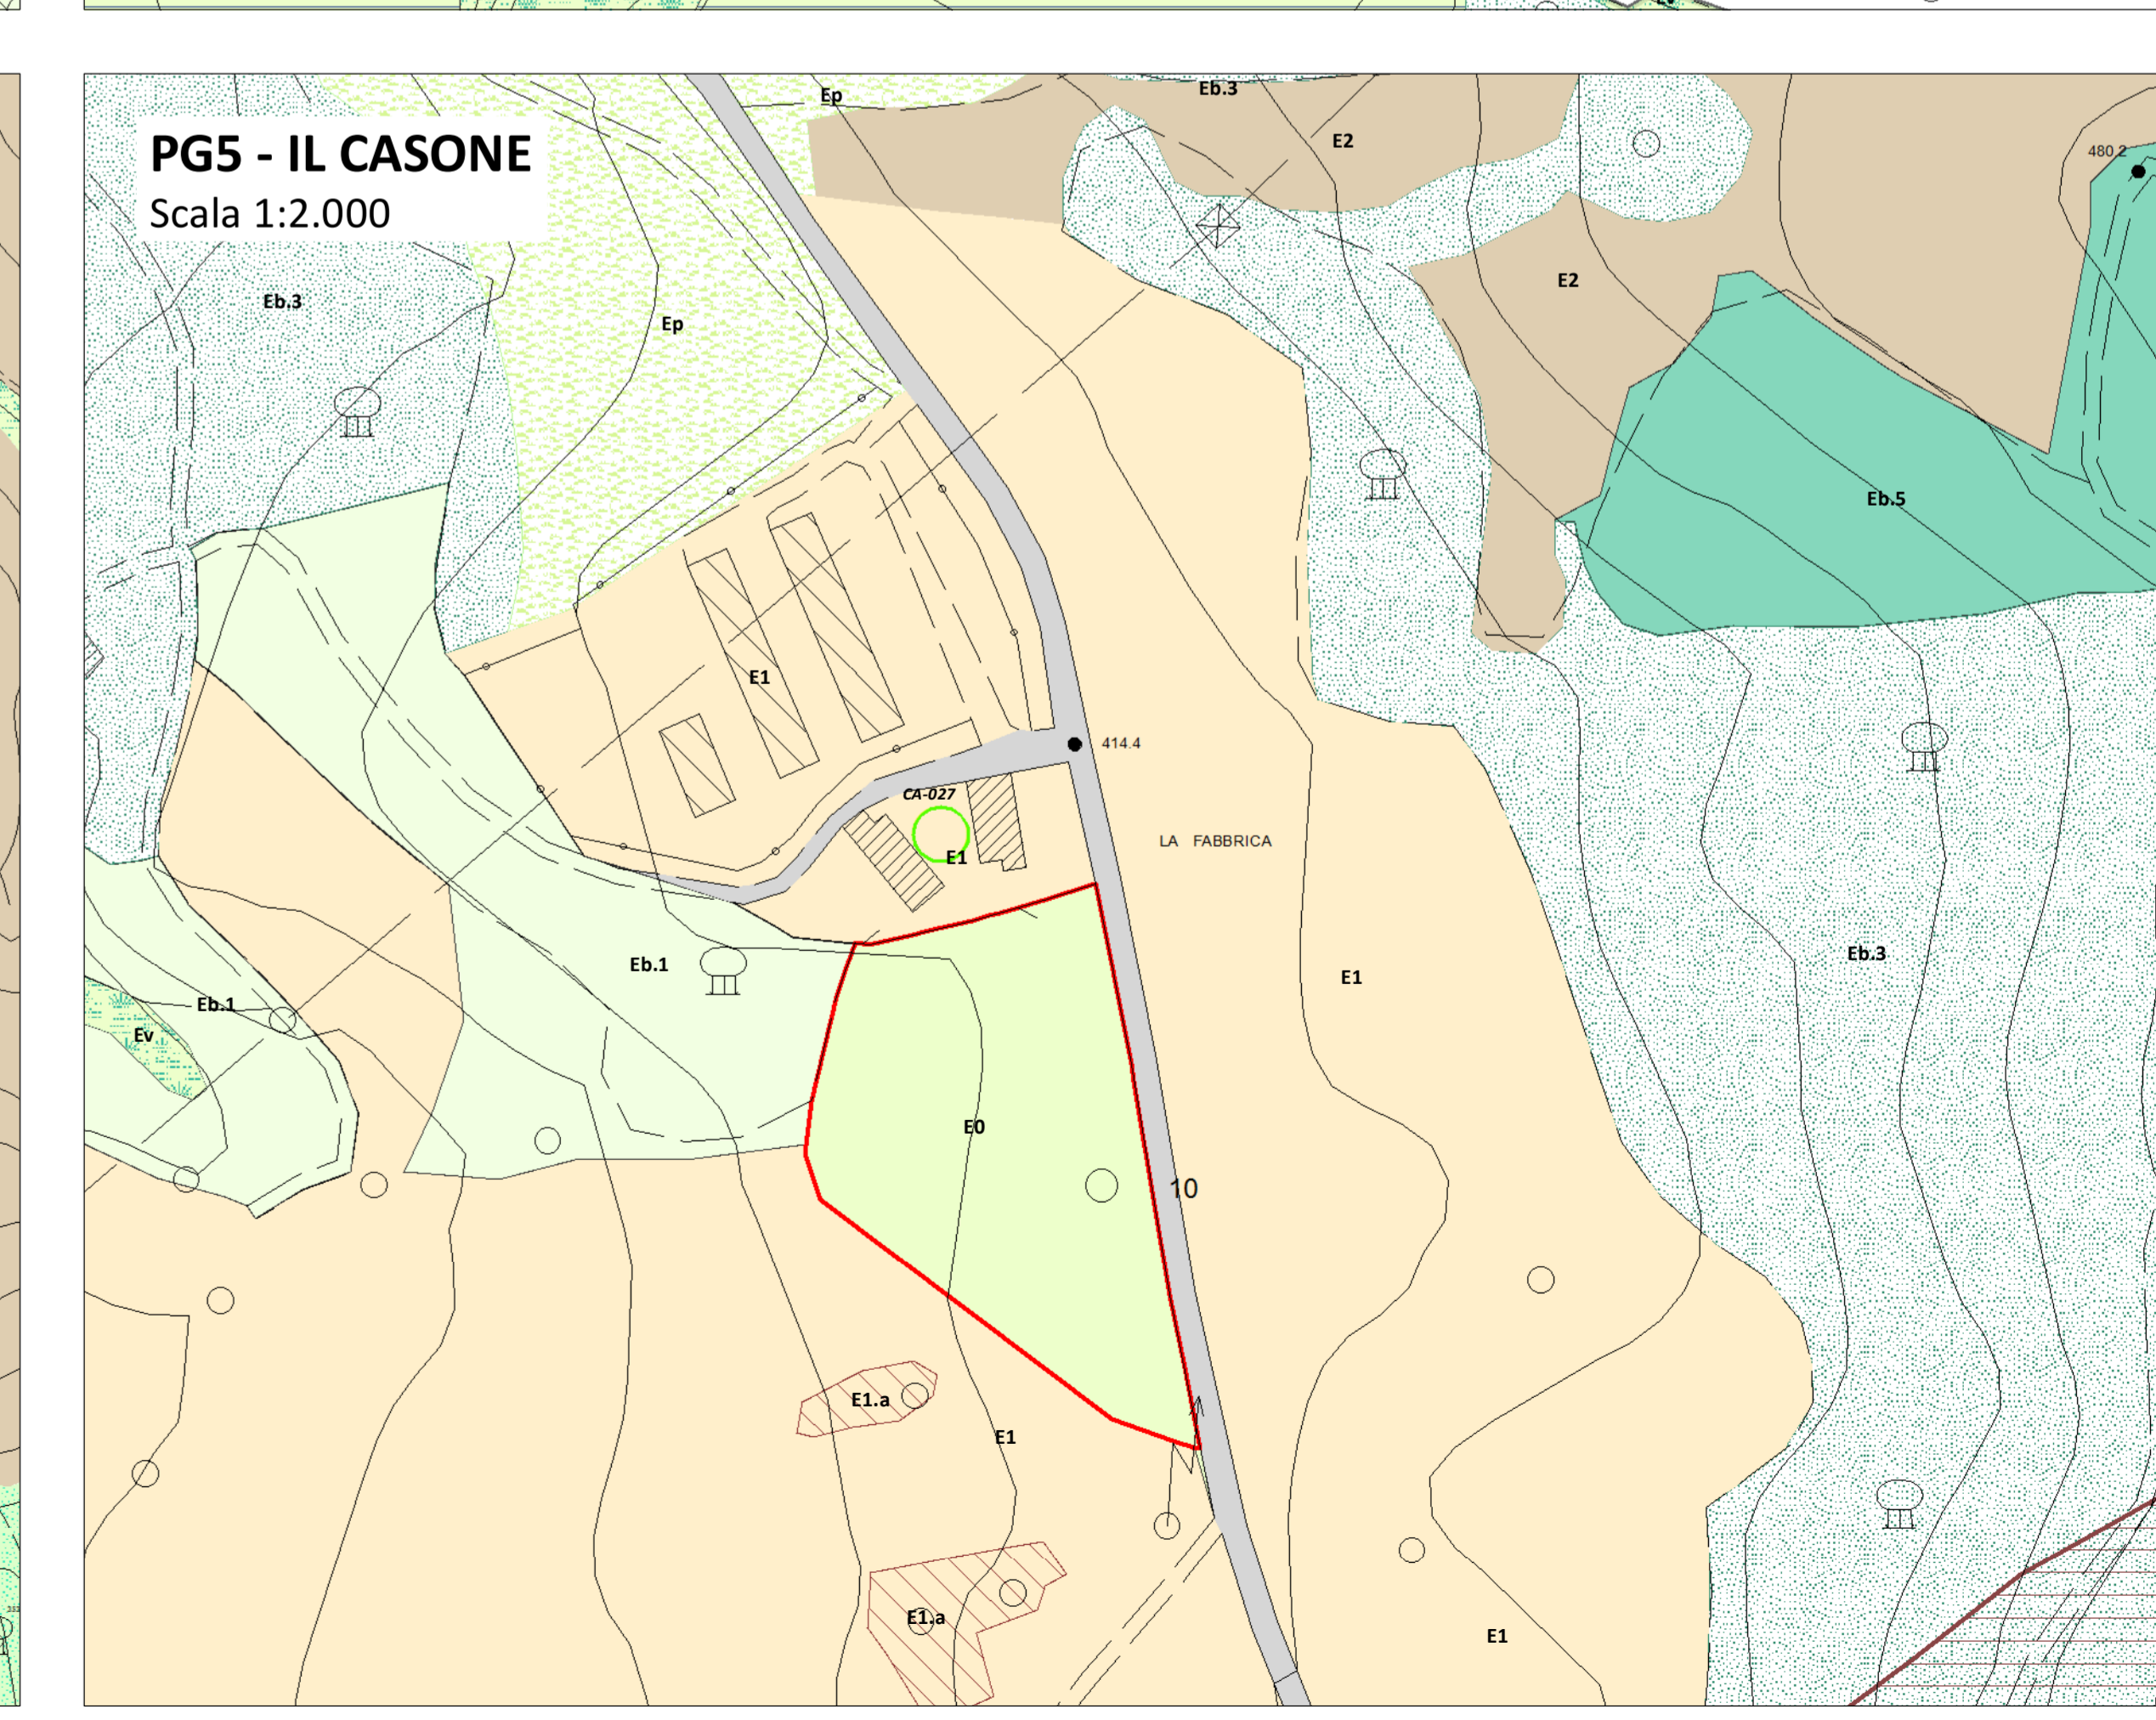 PG5 - IL CASONE
Scala 1:2.000
Ep
Eb.3
E2
480.2
E2
Eb.3
Ep
Eb.5
E1
414.4
CA-027
LA FABBRICA
E1
Eb.3
Eb.1
E1
Eb.1
Ev
E0
10
E1.a
E1
E1.a
E1